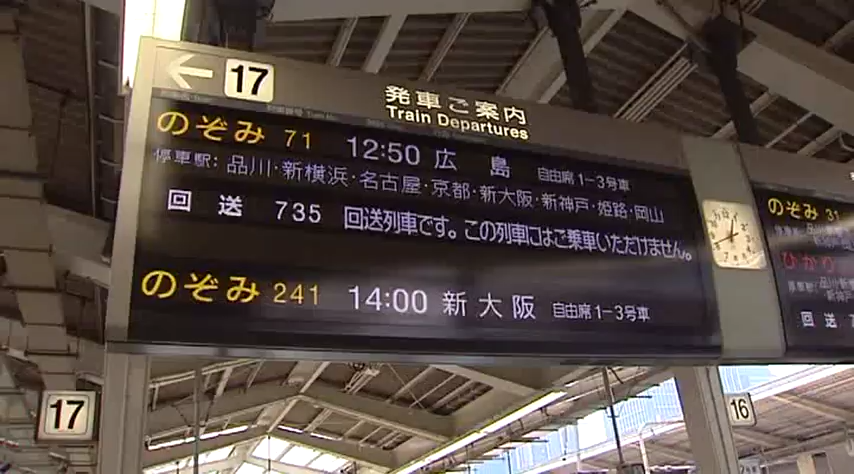 ← 17 発車ご案内
Train Departures
のぞみ 71 12:50 広島 自由席1-3号車
停車駅: 品川・新横浜・名古屋・京都・新大阪・新神戸・姫路・岡山
回送 735 回送列車です。この列車にはご乗車いただけません。
のぞみ 241 14:00 新大阪 自由席1-3号車
のぞみ 31
ひかり
回送
17
16